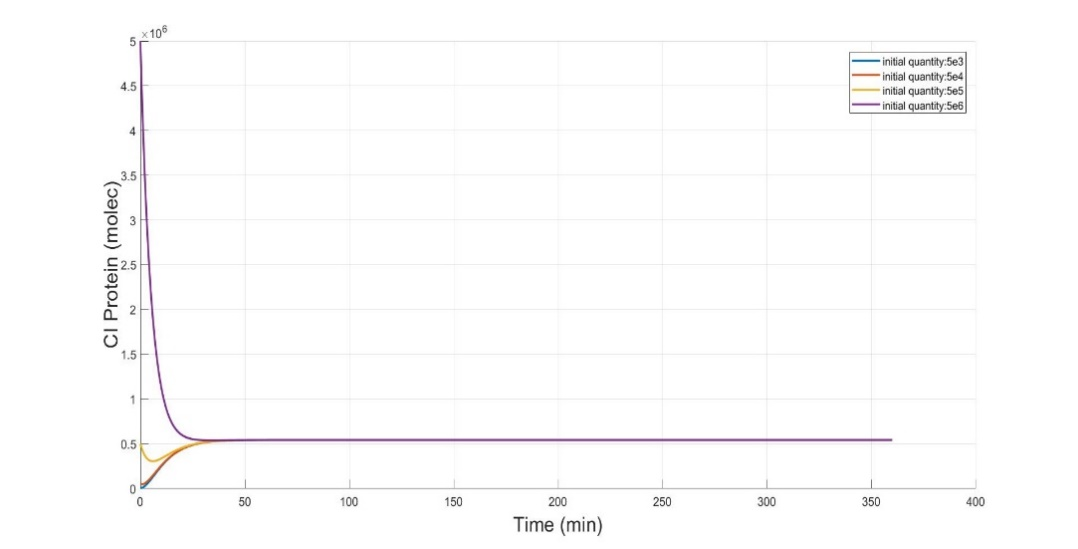 ×10⁶
5
4.5
4
3.5
3
2.5
2
1.5
1
0.5
0
CI Protein (molec)
initial quantity:5e3
initial quantity:5e4
initial quantity:5e5
initial quantity:5e6
0 50 100 150 200 250 300 350 400
Time (min)